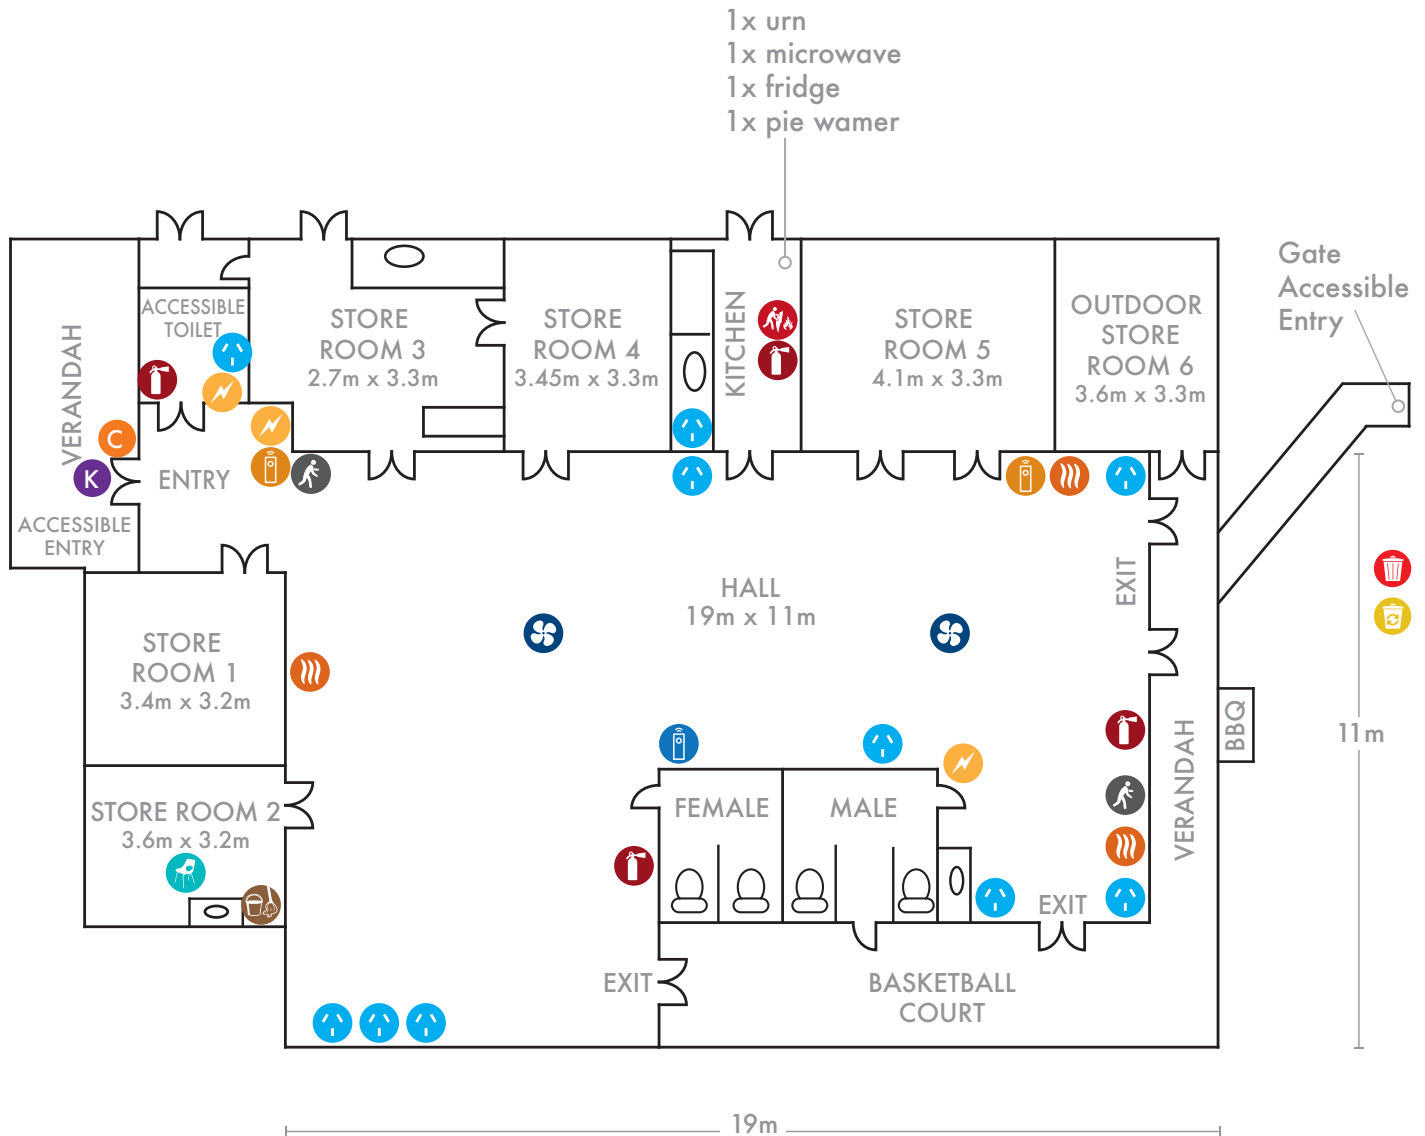 1x urn
1x microwave
1x fridge
1x pie wamer
Gate
Accessible
Entry
VERANDAH
ACCESSIBLE
TOILET
STORE
ROOM 3
2.7m x 3.3m
STORE
ROOM 4
3.45m x 3.3m
KITCHEN
STORE
ROOM 5
4.1m x 3.3m
OUTDOOR
STORE
ROOM 6
3.6m x 3.3m
C
K
ENTRY
ACCESSIBLE
ENTRY
HALL
19m x 11m
EXIT
STORE
ROOM 1
3.4m x 3.2m
VERANDAH
BBQ
11m
STORE ROOM 2
3.6m x 3.2m
FEMALE
MALE
EXIT
EXIT
BASKETBALL
COURT
19m